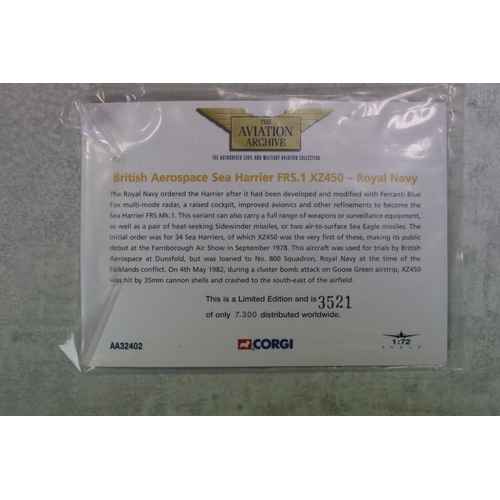 THE
AVIATION
ARCHIVE
THE AUTHORISED CIVIL AND MILITARY AVIATION COLLECTION
British Aerospace Sea Harrier FRS.1 XZ450 – Royal Navy
The Royal Navy ordered the Harrier after it had been developed and modified with Ferranti Blue
Fox multi-mode radar, a raised cockpit, improved avionics and other refinements to become the
Sea Harrier FRS.Mk.1. This variant can also carry a full range of weapons or surveillance equipment,
as well as a pair of heat-seeking Sidewinder missiles, or two air-to-surface Sea Eagle missiles. The
initial order was for 34 Sea Harriers, of which XZ450 was the very first of these, making its public
debut at the Farnborough Air Show in September 1978. This aircraft was used for trials by British
Aerospace at Dunsfold, but was loaned to No. 800 Squadron, Royal Navy at the time of the
Falklands conflict. On 4th May 1982, during a cluster bomb attack on Goose Green airstrip, XZ450
was hit by 35mm cannon shells and crashed to the south-east of the airfield.
This is a Limited Edition and is 3521
of only 7,300 distributed worldwide.
AA32402
CORGI
1:72
SCALE